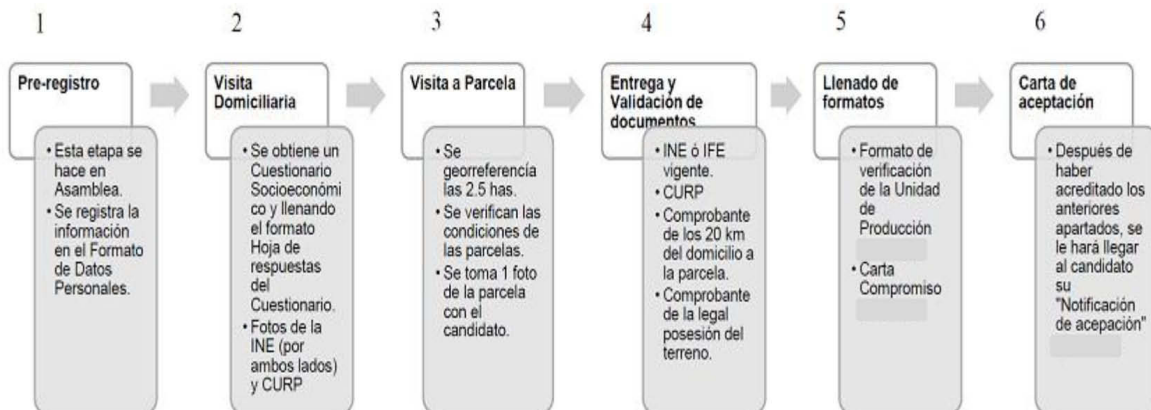 1
2
3
4
5
6
Pre-registro
• Esta etapa se
hace en
Asamblea.
• Se registra la
información
en el Formato
de Datos
Personales.
Visita
Domiciliaria
• Se obtiene un
Cuestionario
Socioeconómi
co y llenando
el formato
Hoja de
respuestas
del
Cuestionario.
• Fotos de la
INE (por
ambos lados)
y CURP
Visita a Parcela
• Se
georreferencía
las 2.5 has.
• Se verifican las
condiciones de
las parcelas.
• Se toma 1 foto
de la parcela
con el
candidato.
Entrega y
Validación de
documentos
• INE ó IFE
vigente.
• CURP
• Comprobante
de los 20 km
del domicilio a
la parcela.
• Comprobante
de la legal
posesión del
terreno.
Llenado de
formatos
• Formato de
verificación
de la Unidad
de
Producción
• Carta
Compromiso
Carta de
aceptación
• Después de
haber
acreditado los
anteriores
apartados, se
le hará llegar
al candidato
su
"Notificación
de acepación"